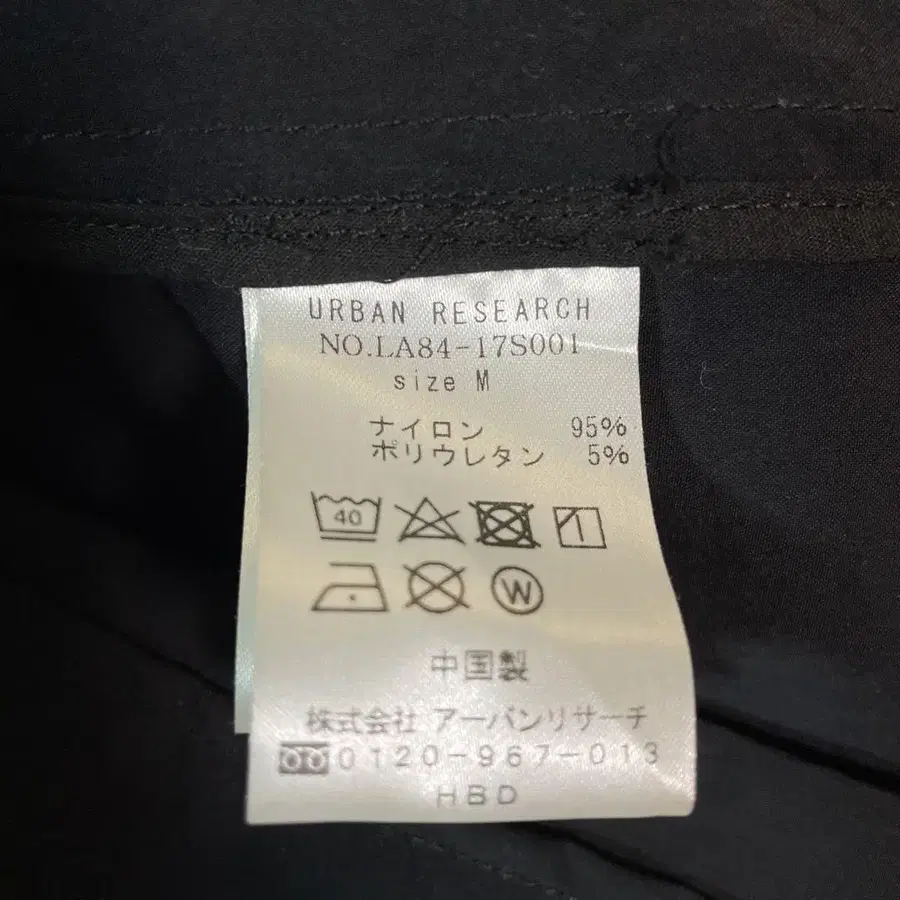 URBAN RESEARCH
NO.LA84-17S001
size M
ナイロン 95%
ポリウレタン 5%
40
W
中国製
株式会社 アーバンリサーチ
0120-967-013
HBD